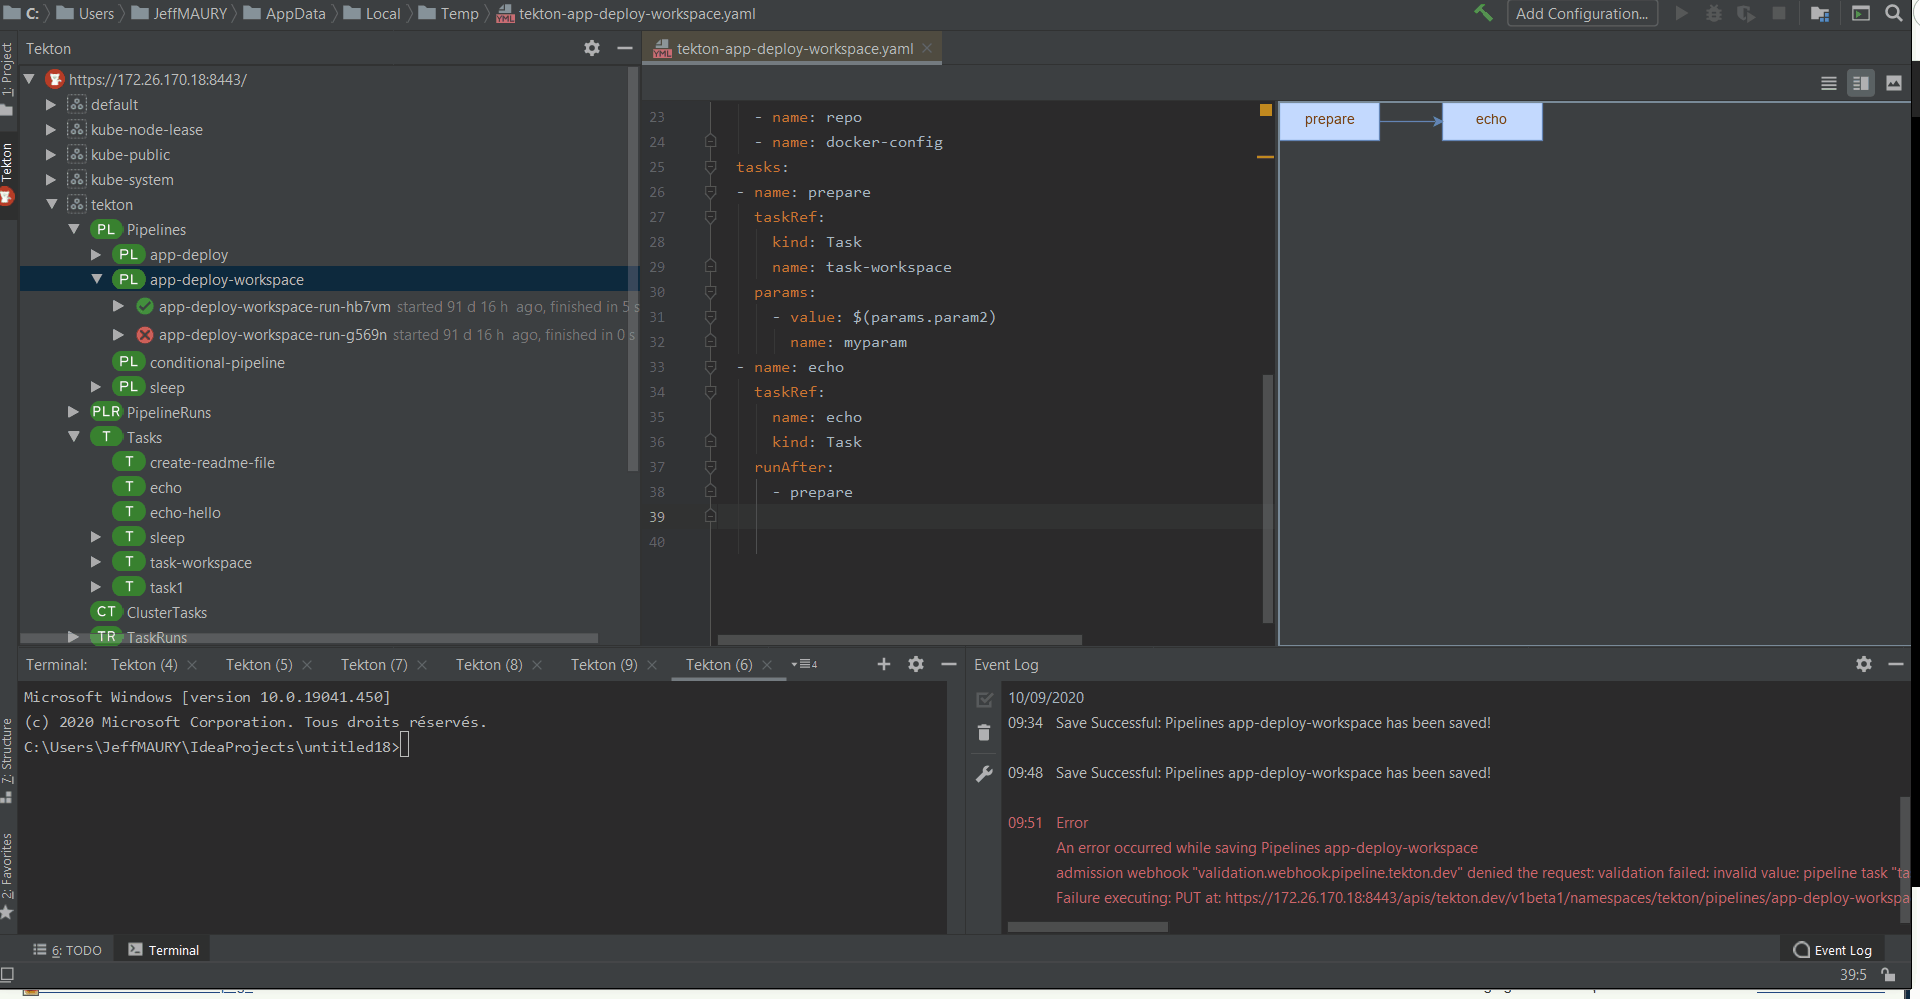 C: Users JeffMAURY AppData Local Temp tekton-app-deploy-workspace.yaml
Add Configuration...
1: Project
Tekton
7: Structure
2: Favorites
Tekton
https://172.26.170.18:8443/
default
kube-node-lease
kube-public
kube-system
tekton
PL Pipelines
PL app-deploy
PL app-deploy-workspace
app-deploy-workspace-run-hb7vm started 91 d 16 h ago, finished in 5 s
app-deploy-workspace-run-g569n started 91 d 16 h ago, finished in 0 s
PL conditional-pipeline
PL sleep
PLR PipelineRuns
T Tasks
T create-readme-file
T echo
T echo-hello
T sleep
T task-workspace
T task1
CT ClusterTasks
TR TaskRuns
YML tekton-app-deploy-workspace.yaml
23 - name: repo
24 - name: docker-config
25 tasks:
26 - name: prepare
27 taskRef:
28 kind: Task
29 name: task-workspace
30 params:
31 - value: $(params.param2)
32 name: myparam
33 - name: echo
34 taskRef:
35 name: echo
36 kind: Task
37 runAfter:
38 - prepare
39
40
prepare
echo
Terminal: Tekton (4) Tekton (5) Tekton (7) Tekton (8) Tekton (9) Tekton (6) 4
Microsoft Windows [version 10.0.19041.450]
(c) 2020 Microsoft Corporation. Tous droits réservés.
C:\Users\JeffMAURY\IdeaProjects\untitled18>
Event Log
10/09/2020
09:34 Save Successful: Pipelines app-deploy-workspace has been saved!
09:48 Save Successful: Pipelines app-deploy-workspace has been saved!
09:51 Error
An error occurred while saving Pipelines app-deploy-workspace
admission webhook "validation.webhook.pipeline.tekton.dev" denied the request: validation failed: invalid value: pipeline task "ta
Failure executing: PUT at: https://172.26.170.18:8443/apis/tekton.dev/v1beta1/namespaces/tekton/pipelines/app-deploy-workspa
6: TODO
Terminal
Event Log
39:5